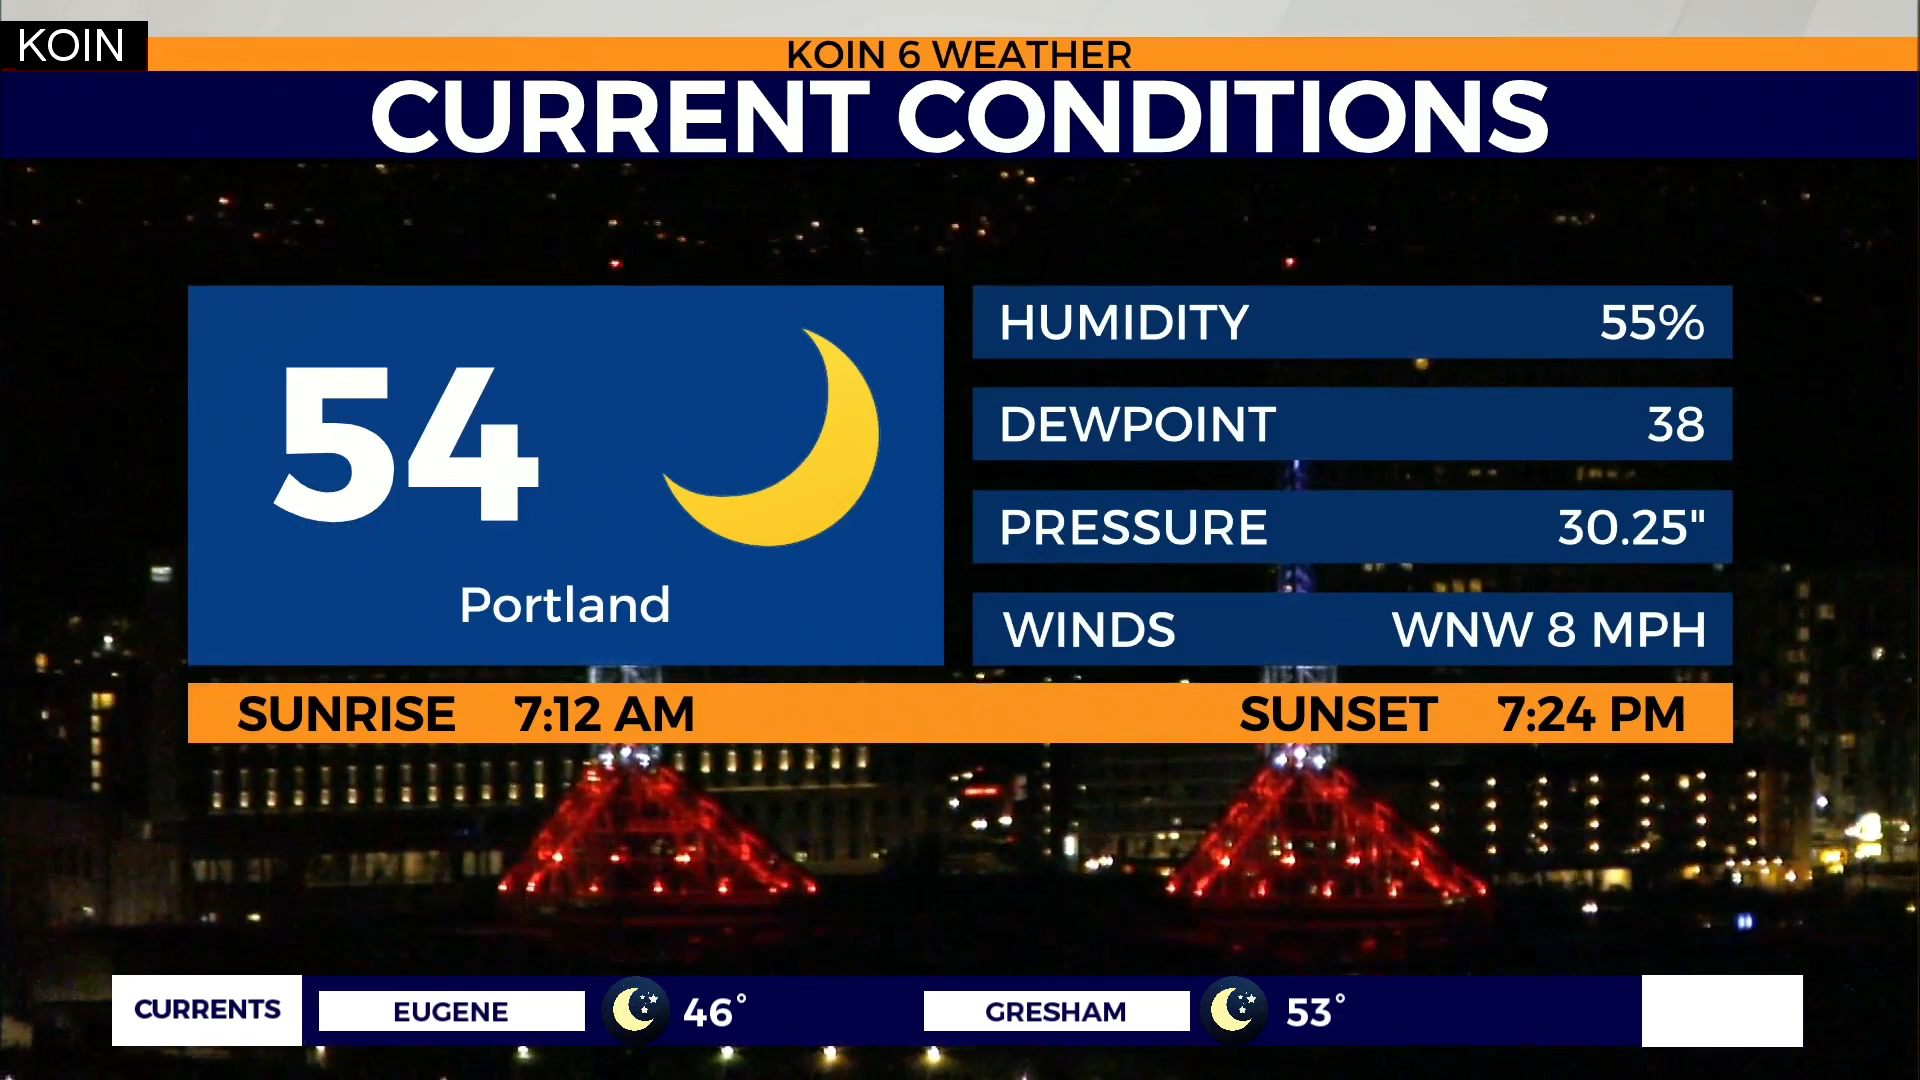 KOIN
KOIN 6 WEATHER
CURRENT CONDITIONS
54
Portland
HUMIDITY 55%
DEWPOINT 38
PRESSURE 30.25"
WINDS WNW 8 MPH
SUNRISE 7:12 AM SUNSET 7:24 PM
CURRENTS EUGENE 46° GRESHAM 53°